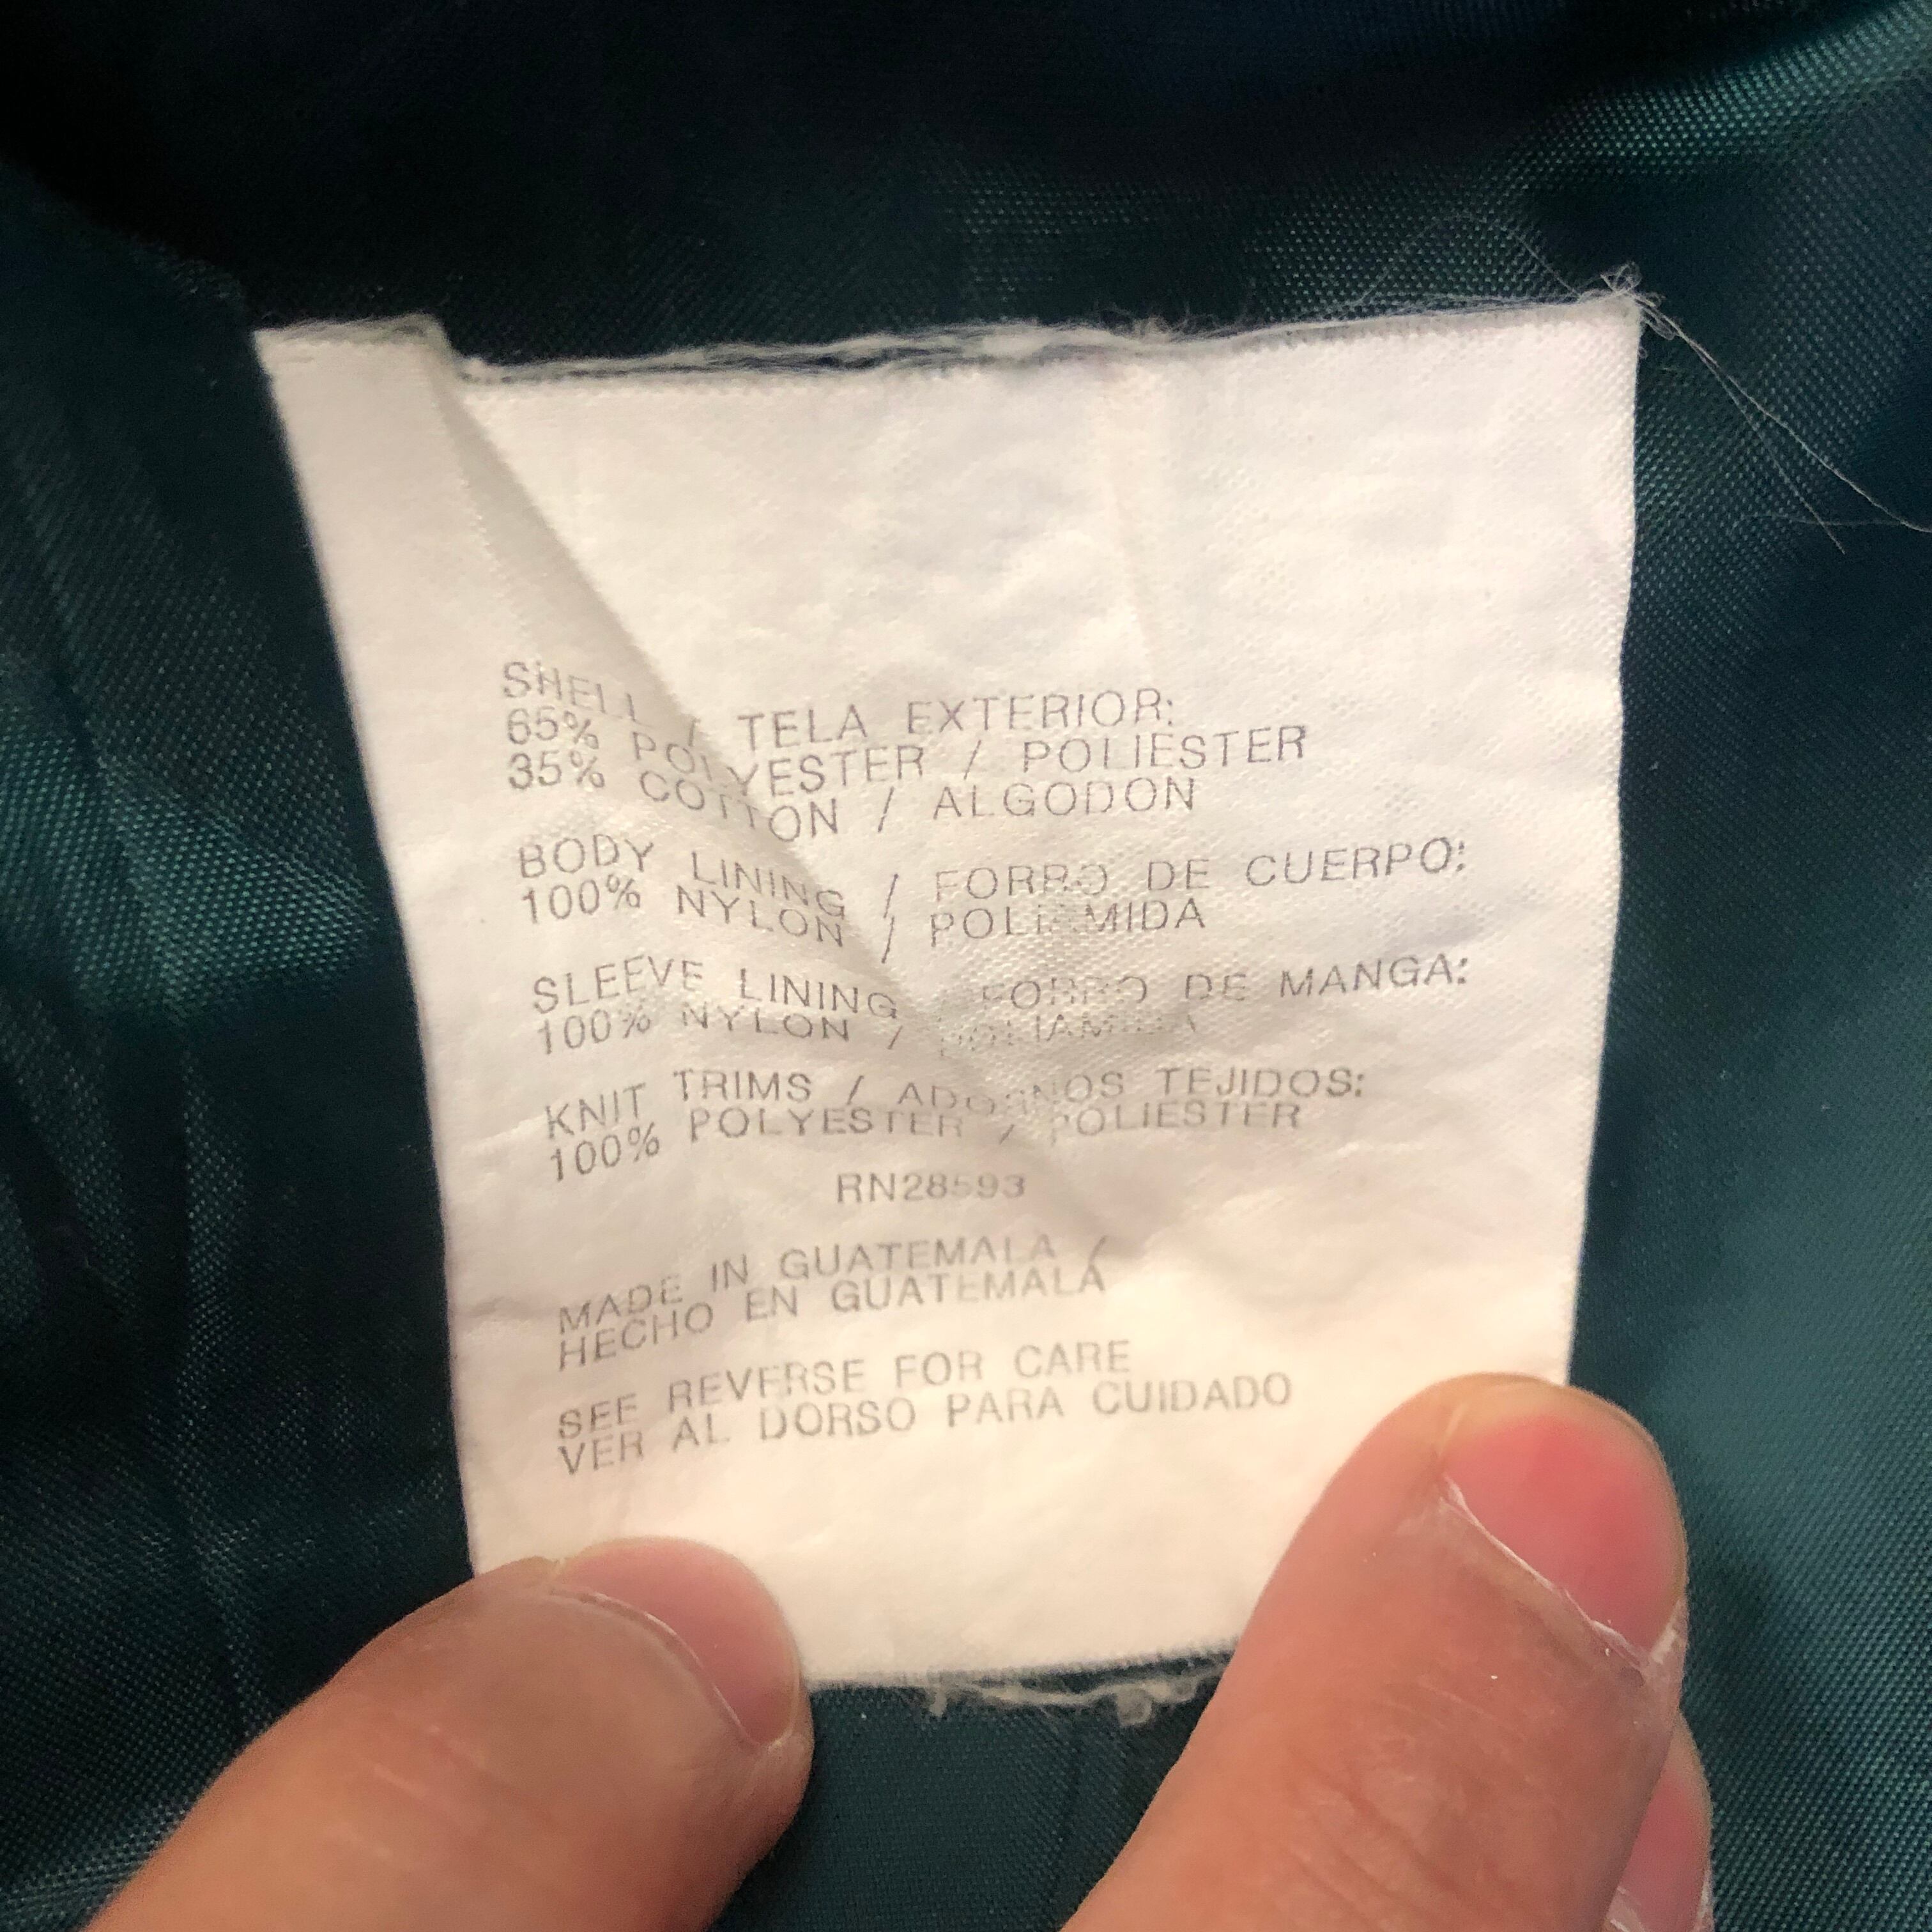 SHELL / TELA EXTERIOR:
65% POLYESTER / POLIESTER
35% COTTON / ALGODON
BODY LINING / FORRO DE CUERPO:
100% NYLON / POLIAMIDA
SLEEVE LINING / FORRO DE MANGA:
100% NYLON / POLIAMIDA
KNIT TRIMS / ADORNOS TEJIDOS:
100% POLYESTER / POLIESTER
RN28593
MADE IN GUATEMALA /
HECHO EN GUATEMALA
SEE REVERSE FOR CARE
VER AL DORSO PARA CUIDADO